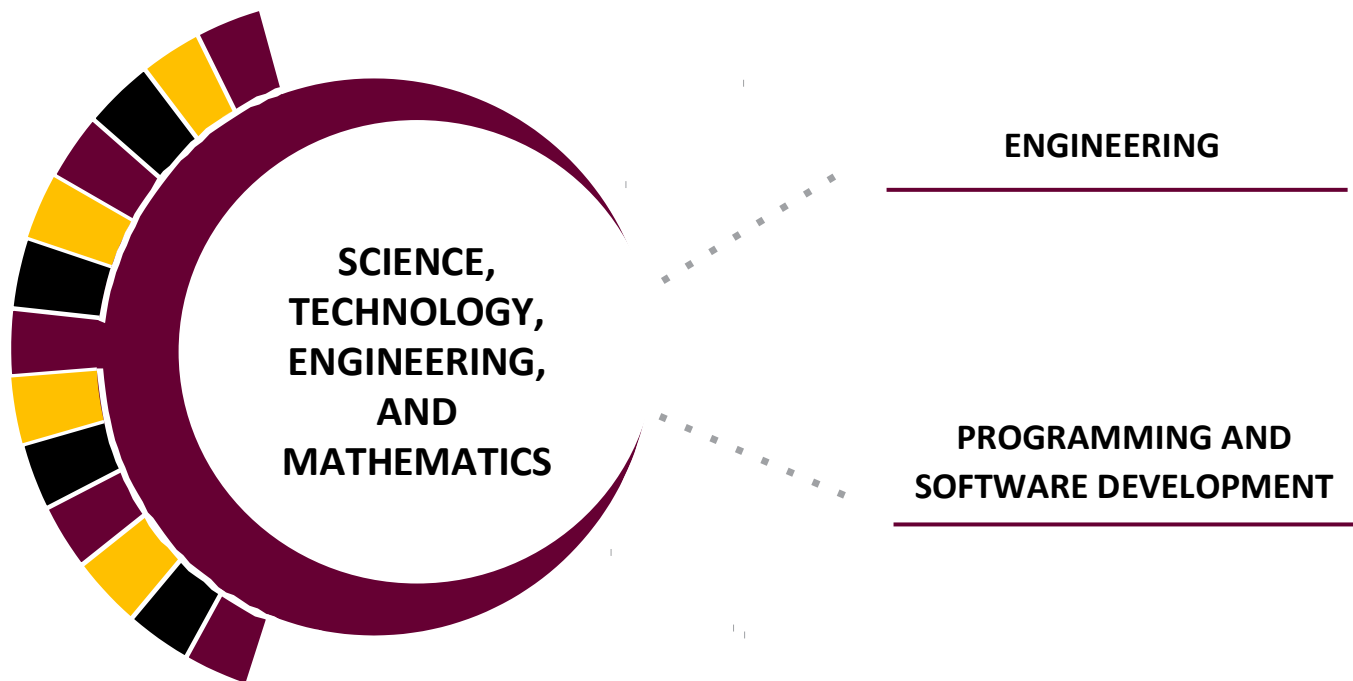 SCIENCE,
TECHNOLOGY,
ENGINEERING,
AND
MATHEMATICS
ENGINEERING
PROGRAMMING AND
SOFTWARE DEVELOPMENT